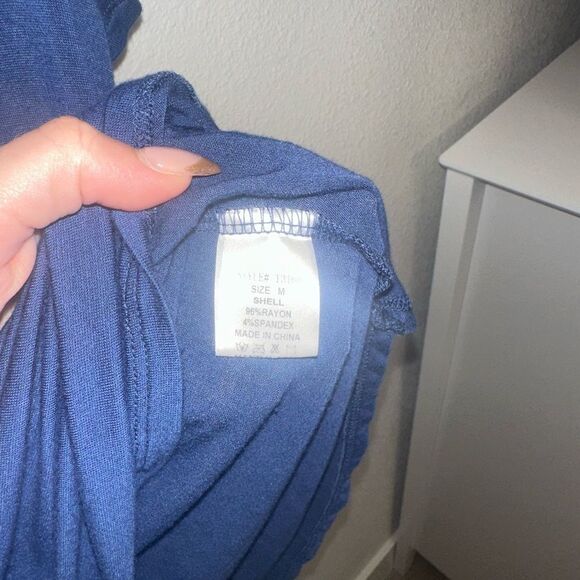 SIZE M
SHELL
96%RAYON
4%SPANDEX
MADE IN CHINA